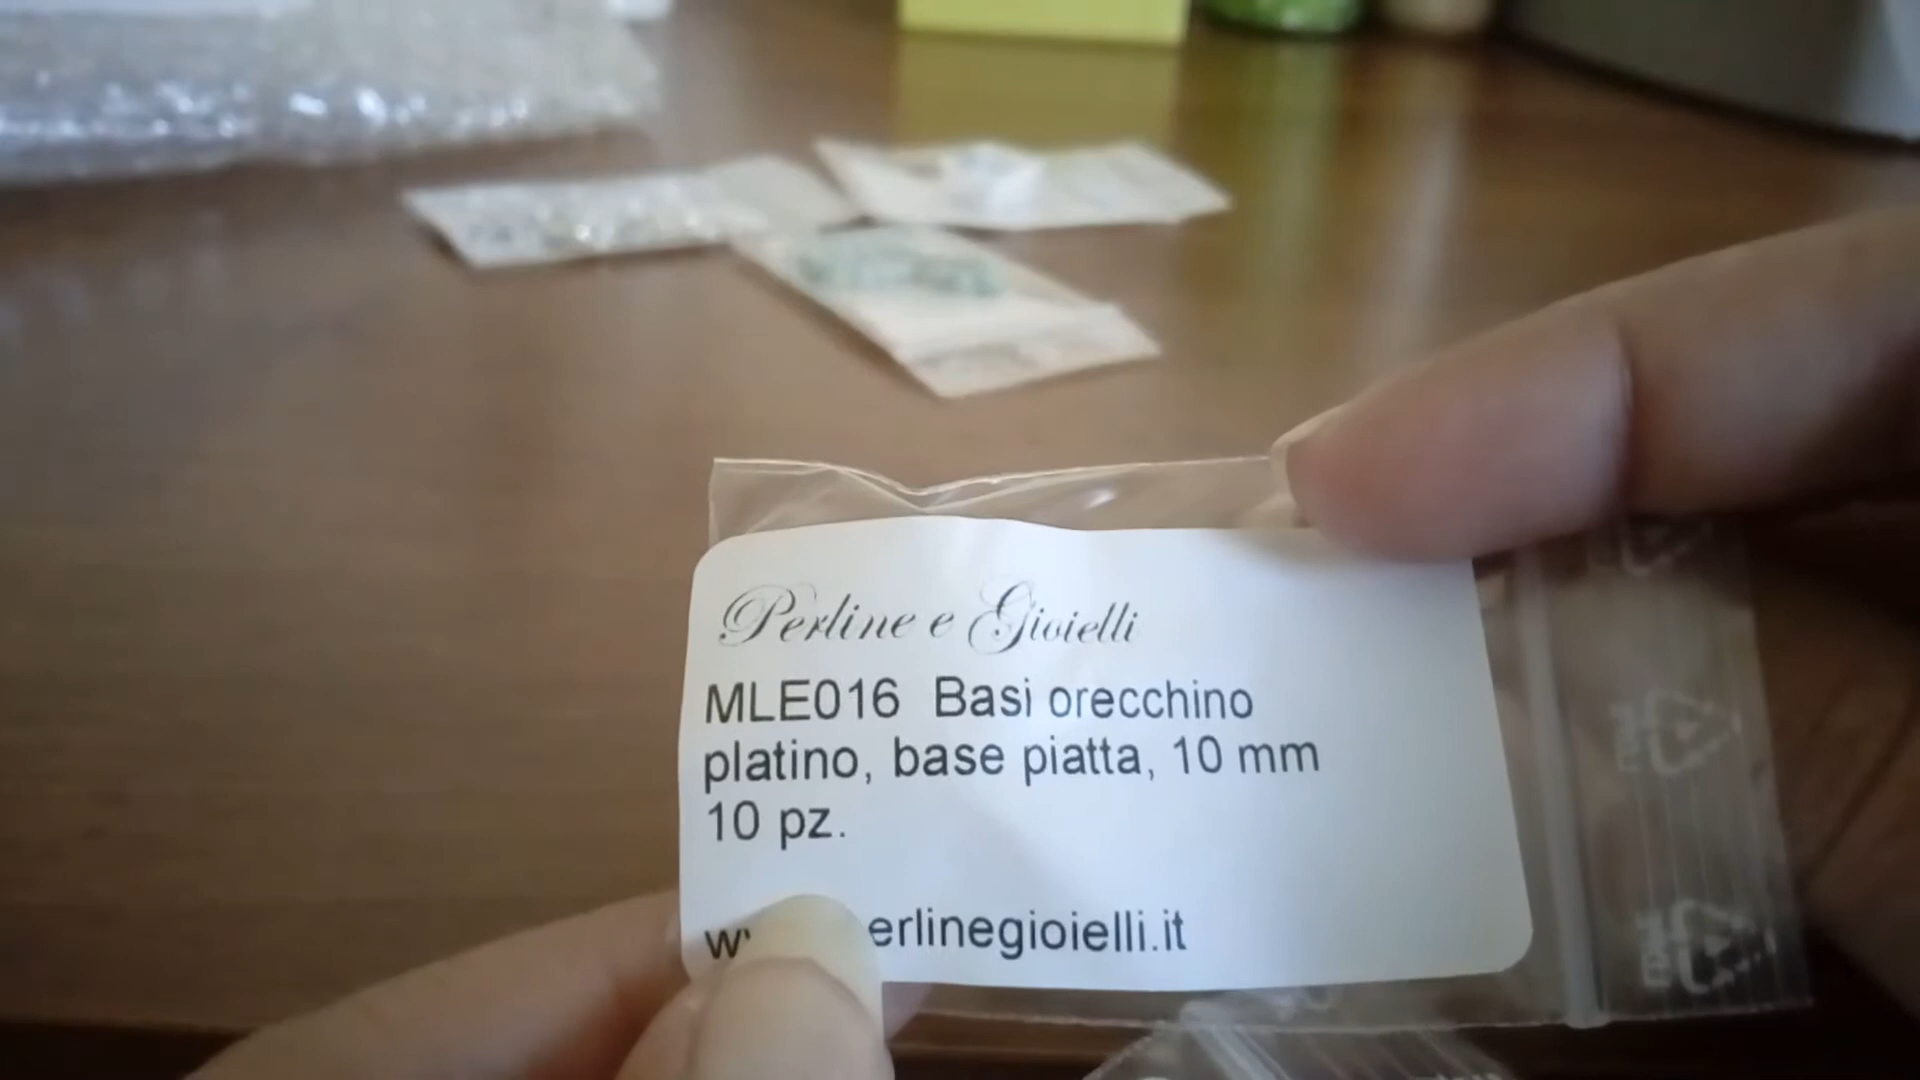 Perline e Gioielli
MLE016 Basi orecchino
platino, base piatta, 10 mm
10 pz.
erlinegioielli.it